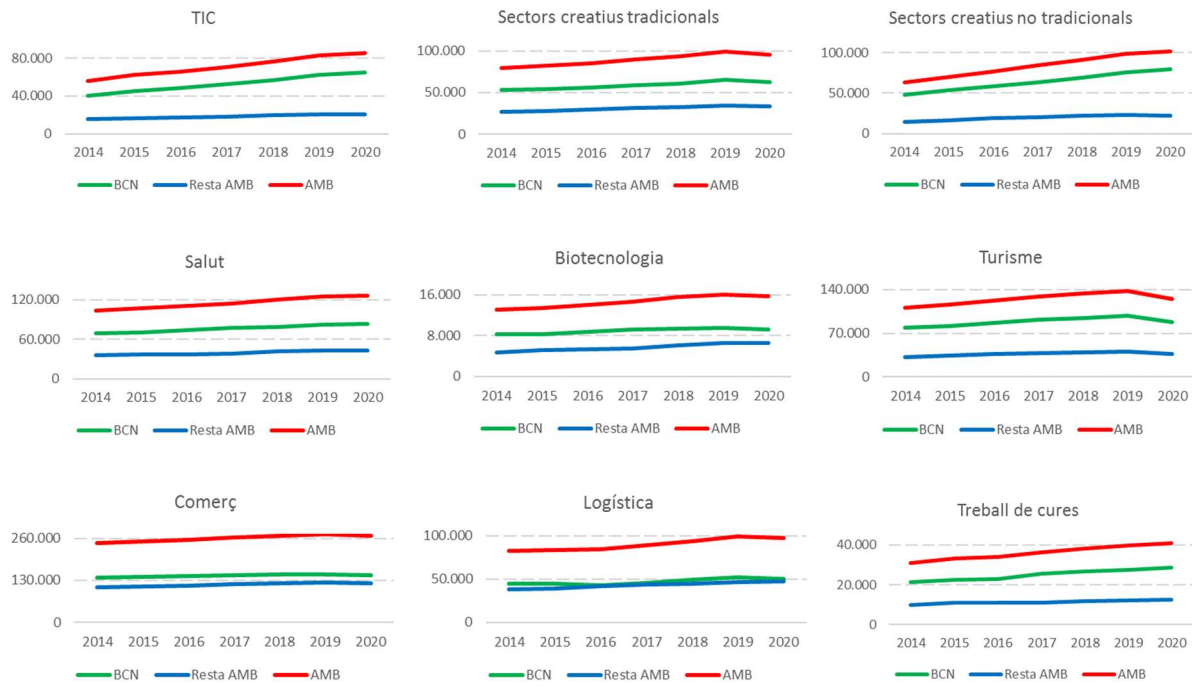 TIC
80.000
40.000
0
2014 2015 2016 2017 2018 2019 2020
BCN Resta AMB AMB
Sectors creatius tradicionals
100.000
50.000
0
2014 2015 2016 2017 2018 2019 2020
BCN Resta AMB AMB
Sectors creatius no tradicionals
100.000
50.000
0
2014 2015 2016 2017 2018 2019 2020
BCN Resta AMB AMB
Salut
120.000
60.000
0
2014 2015 2016 2017 2018 2019 2020
BCN Resta AMB AMB
Biotecnologia
16.000
8.000
0
2014 2015 2016 2017 2018 2019 2020
BCN Resta AMB AMB
Turisme
140.000
70.000
0
2014 2015 2016 2017 2018 2019 2020
BCN Resta AMB AMB
Comerç
260.000
130.000
0
2014 2015 2016 2017 2018 2019 2020
BCN Resta AMB AMB
Logística
100.000
50.000
0
2014 2015 2016 2017 2018 2019 2020
BCN Resta AMB AMB
Treball de cures
40.000
20.000
0
2014 2015 2016 2017 2018 2019 2020
BCN Resta AMB AMB